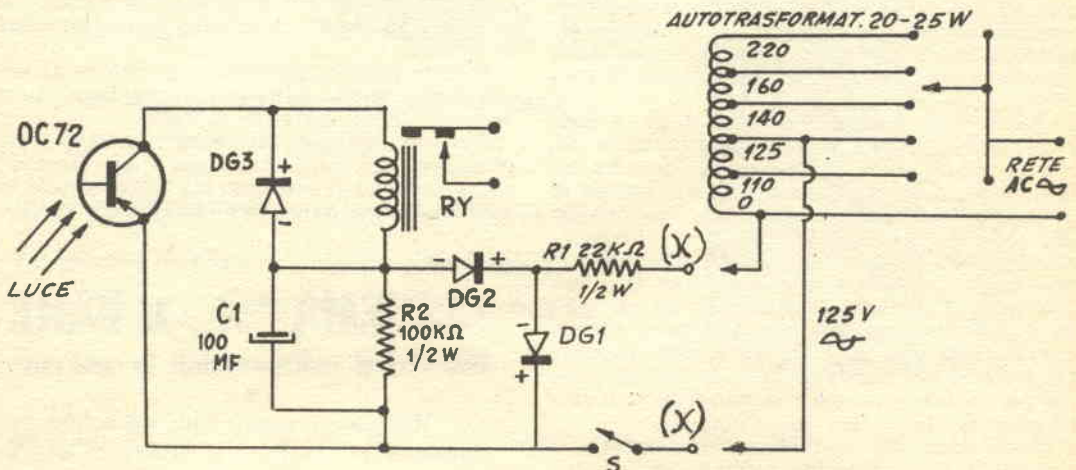 AUTOTRASFORMAT. 20-25 W
220
160
140
125
110
0
RETE
AC
OC72
LUCE
DG3
+
-
RY
- DG2 +
R1 22KΩ
1/2 W
(X)
C1
100
MF
R2
100KΩ
1/2 W
-
DG1
+
125 V
(X)
S